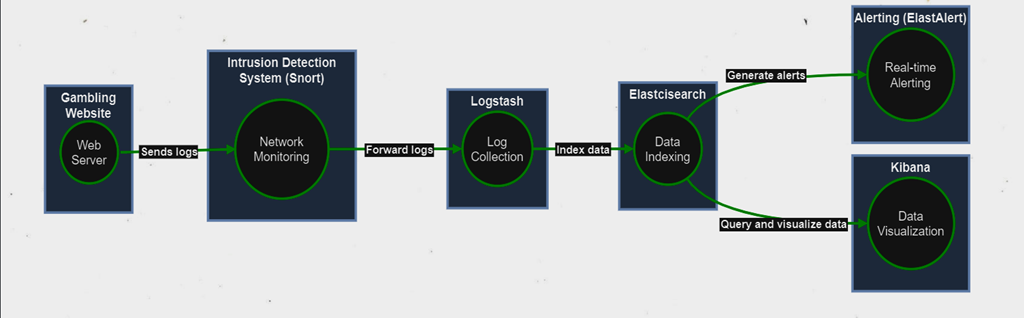 Gambling
Website
Web
Server
Sends logs
Intrusion Detection
System (Snort)
Network
Monitoring
Forward logs
Logstash
Log
Collection
Index data
Elastcisearch
Data
Indexing
Generate alerts
Alerting (ElastAlert)
Real-time
Alerting
Query and visualize data
Kibana
Data
Visualization